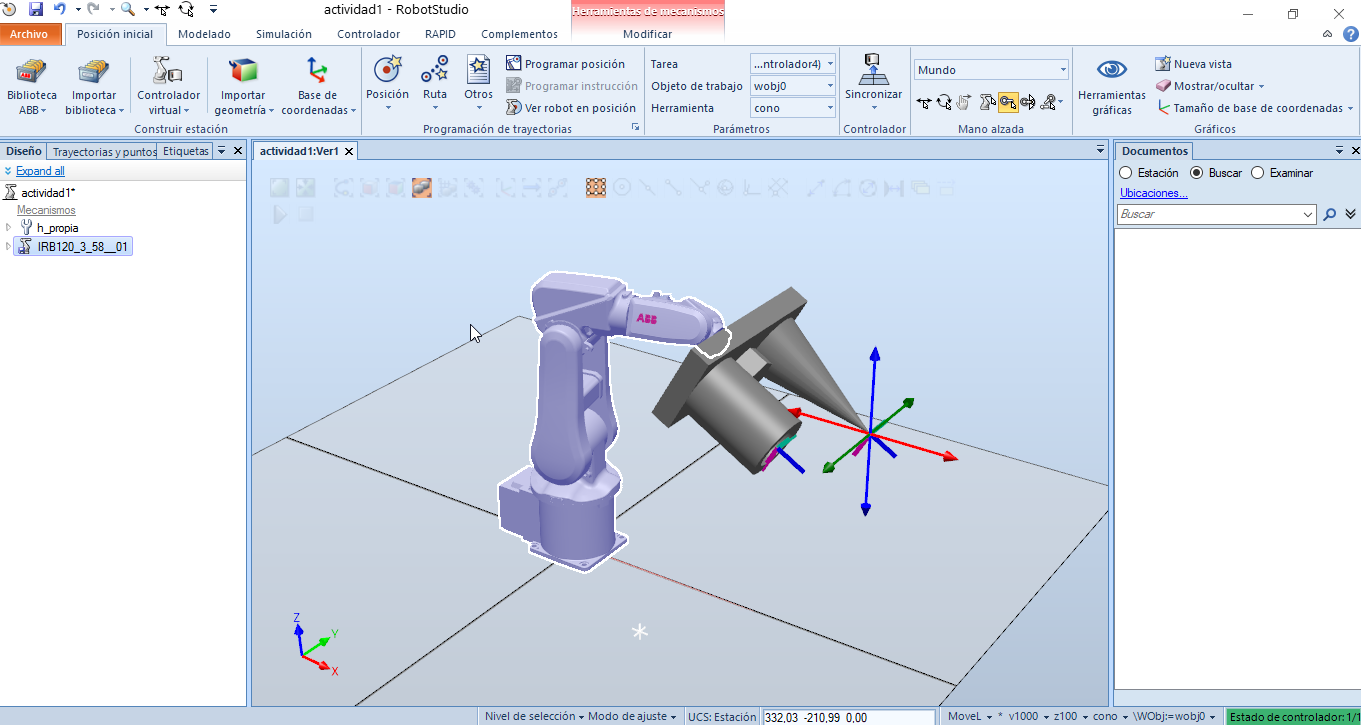 actividad1 - RobotStudio
Herramientas de mecanismos
Archivo
Posición inicial
Modelado
Simulación
Controlador
RAPID
Complementos
Modificar
Biblioteca
ABB
Importar
biblioteca
Controlador
virtual
Importar
geometría
Base de
coordenadas
Construir estación
Posición
Ruta
Otros
Programar posición
Programar instrucción
Ver robot en posición
Programación de trayectorias
Tarea
...ntrolador4)
Objeto de trabajo
wobj0
Herramienta
cono
Parámetros
Sincronizar
Controlador
Mundo
Mano alzada
Herramientas
gráficas
Nueva vista
Mostrar/ocultar
Tamaño de base de coordenadas
Gráficos
Diseño
Trayectorias y puntos
Etiquetas
Expand all
actividad1*
Mecanismos
h_propia
IRB120_3_58__01
actividad1:Ver1
ABB
Z
Y
X
Documentos
Estación
Buscar
Examinar
Ubicaciones...
Buscar
Nivel de selección
Modo de ajuste
UCS: Estación
332,03 -210,99 0,00
MoveL
*
v1000
z100
cono
\WObj:=wobj0
Estado de controlador: 1/1